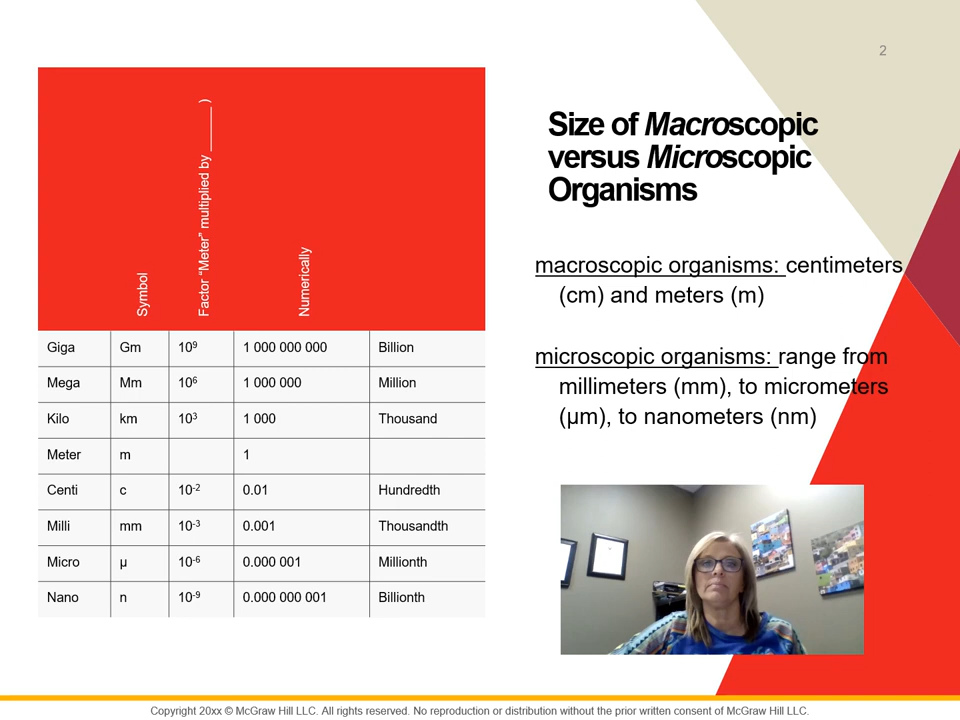 2
Symbol
Factor “Meter” multiplied by _______ )
Numerically
Giga Gm 10⁹ 1 000 000 000 Billion
Mega Mm 10⁶ 1 000 000 Million
Kilo km 10³ 1 000 Thousand
Meter m 1
Centi c 10⁻² 0.01 Hundredth
Milli mm 10⁻³ 0.001 Thousandth
Micro µ 10⁻⁶ 0.000 001 Millionth
Nano n 10⁻⁹ 0.000 000 001 Billionth
Size of Macroscopic
versus Microscopic
Organisms
macroscopic organisms: centimeters
(cm) and meters (m)
microscopic organisms: range from
millimeters (mm), to micrometers
(µm), to nanometers (nm)
Copyright 20xx © McGraw Hill LLC. All rights reserved. No reproduction or distribution without the prior written consent of McGraw Hill LLC.